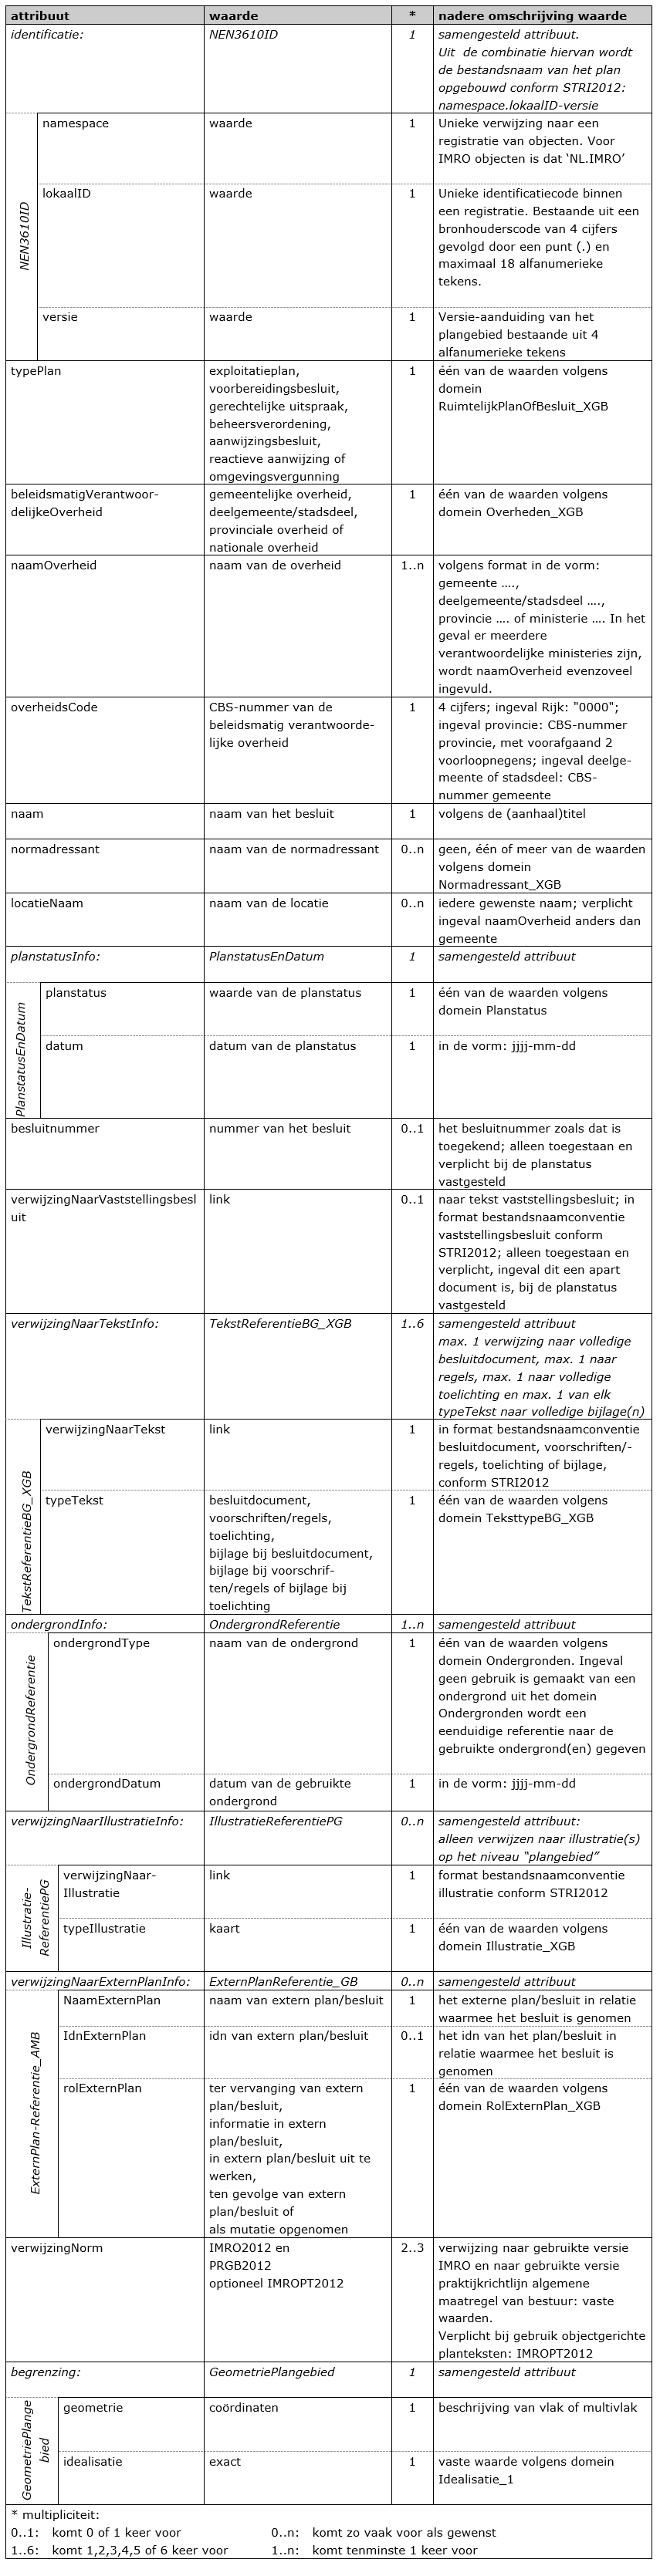 attribuut waarde * nadere omschrijving waarde
identificatie: NEN3610ID 1 samengesteld attribuut.
Uit de combinatie hiervan wordt
de bestandsnaam van het plan
opgebouwd conform STRI2012:
namespace.lokaalID-versie
NEN3610ID
namespace waarde 1 Unieke verwijzing naar een
registratie van objecten. Voor
IMRO objecten is dat ‘NL.IMRO’
lokaalID waarde 1 Unieke identificatiecode binnen
een registratie. Bestaande uit een
bronhouderscode van 4 cijfers
gevolgd door een punt (.) en
maximaal 18 alfanumerieke
tekens.
versie waarde 1 Versie-aanduiding van het
plangebied bestaande uit 4
alfanumerieke tekens
typePlan exploitatieplan, 1 één van de waarden volgens
voorbereidingsbesluit, domein
gerechtelijke uitspraak, RuimtelijkPlanOfBesluit_XGB
beheersverordening,
aanwijzingsbesluit,
reactieve aanwijzing of
omgevingsvergunning
beleidsmatigVerantwoor- gemeentelijke overheid, 1 één van de waarden volgens
delijkeOverheid deelgemeente/stadsdeel, domein Overheden_XGB
provinciale overheid of
nationale overheid
naamOverheid naam van de overheid 1..n volgens format in de vorm:
gemeente ….,
deelgemeente/stadsdeel ….,
provincie …. of ministerie …. In het
geval er meerdere
verantwoordelijke ministeries zijn,
wordt naamOverheid evenzoveel
ingevuld.
overheidsCode CBS-nummer van de 1 4 cijfers; ingeval Rijk: "0000";
beleidsmatig verantwoorde- ingeval provincie: CBS-nummer
lijke overheid provincie, met voorafgaand 2
voorloopnegens; ingeval deelge-
meente of stadsdeel: CBS-
nummer gemeente
naam naam van het besluit 1 volgens de (aanhaal)titel
normadressant naam van de normadressant 0..n geen, één of meer van de waarden
volgens domein
Normadressant_XGB
locatieNaam naam van de locatie 0..n iedere gewenste naam; verplicht
ingeval naamOverheid anders dan
gemeente
planstatusInfo: PlanstatusEnDatum 1 samengesteld attribuut
PlanstatusEnDatum
planstatus waarde van de planstatus 1 één van de waarden volgens
domein Planstatus
datum datum van de planstatus 1 in de vorm: jjjj-mm-dd
besluitnummer nummer van het besluit 0..1 het besluitnummer zoals dat is
toegekend; alleen toegestaan en
verplicht bij de planstatus
vastgesteld
verwijzingNaarVaststellingsbesl link 0..1 naar tekst vaststellingsbesluit; in
uit format bestandsnaamconventie
vaststellingsbesluit conform
STRI2012; alleen toegestaan en
verplicht, ingeval dit een apart
document is, bij de planstatus
vastgesteld
verwijzingNaarTekstInfo: TekstReferentieBG_XGB 1..6 samengesteld attribuut
max. 1 verwijzing naar volledige
besluitdocument, max. 1 naar
regels, max. 1 naar volledige
toelichting en max. 1 van elk
typeTekst naar volledige bijlage(n)
TekstReferentieBG_XGB
verwijzingNaarTekst link 1 in format bestandsnaamconventie
besluitdocument, voorschriften/-
regels, toelichting of bijlage,
conform STRI2012
typeTekst besluitdocument, 1 één van de waarden volgens
voorschriften/regels, domein TeksttypeBG_XGB
toelichting,
bijlage bij besluitdocument,
bijlage bij voorschrif-
ten/regels of bijlage bij
toelichting
ondergrondInfo: OndergrondReferentie 1..n samengesteld attribuut
OndergrondReferentie
ondergrondType naam van de ondergrond 1 één van de waarden volgens
domein Ondergronden. Ingeval
geen gebruik is gemaakt van een
ondergrond uit het domein
Ondergronden wordt een
eenduidige referentie naar de
gebruikte ondergrond(en) gegeven
ondergrondDatum datum van de gebruikte 1 in de vorm: jjjj-mm-dd
ondergrond
verwijzingNaarIllustratieInfo: IllustratieReferentiePG 0..n samengesteld attribuut:
alleen verwijzen naar illustratie(s)
op het niveau “plangebied”
Illustratie-
ReferentiePG
verwijzingNaar- link 1 format bestandsnaamconventie
Illustratie illustratie conform STRI2012
typeIllustratie kaart 1 één van de waarden volgens
domein Illustratie_XGB
verwijzingNaarExternPlanInfo: ExternPlanReferentie_GB 0..n samengesteld attribuut
ExternPlan-Referentie_AMB
NaamExternPlan naam van extern plan/besluit 1 het externe plan/besluit in relatie
waarmee het besluit is genomen
IdnExternPlan idn van extern plan/besluit 0..1 het idn van het plan/besluit in
relatie waarmee het besluit is
genomen
rolExternPlan ter vervanging van extern 1 één van de waarden volgens
plan/besluit, domein RolExternPlan_XGB
informatie in extern
plan/besluit,
in extern plan/besluit uit te
werken,
ten gevolge van extern
plan/besluit of
als mutatie opgenomen
verwijzingNorm IMRO2012 en 2..3 verwijzing naar gebruikte versie
PRGB2012 IMRO en naar gebruikte versie
optioneel IMROPT2012 praktijkrichtlijn algemene
maatregel van bestuur: vaste
waarden.
Verplicht bij gebruik objectgerichte
planteksten: IMROPT2012
begrenzing: GeometriePlangebied 1 samengesteld attribuut
GeometriePlange
bied
geometrie coördinaten 1 beschrijving van vlak of multivlak
idealisatie exact 1 vaste waarde volgens domein
Idealisatie_1
* multipliciteit:
0..1: komt 0 of 1 keer voor 0..n: komt zo vaak voor als gewenst
1..6: komt 1,2,3,4,5 of 6 keer voor 1..n: komt tenminste 1 keer voor